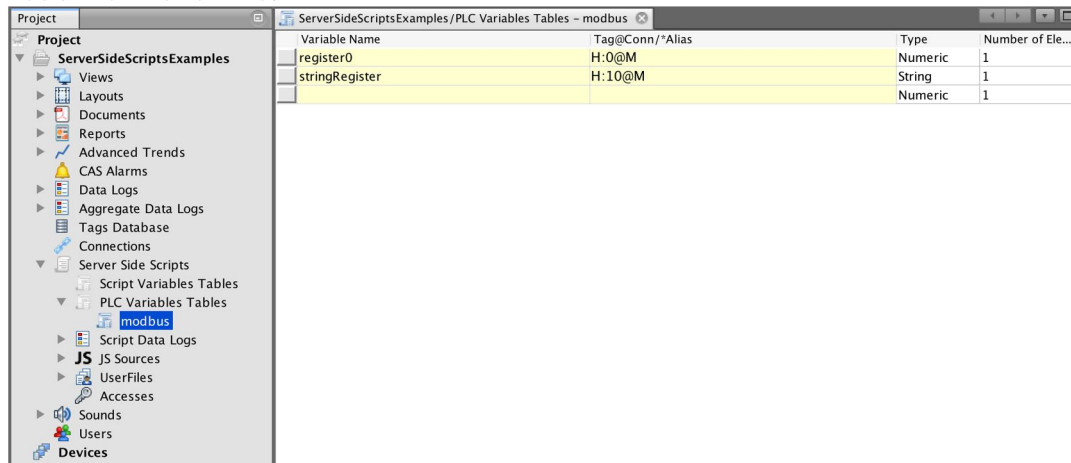 Project
Project
ServerSideScriptsExamples
Views
Layouts
Documents
Reports
Advanced Trends
CAS Alarms
Data Logs
Aggregate Data Logs
Tags Database
Connections
Server Side Scripts
Script Variables Tables
PLC Variables Tables
modbus
Script Data Logs
JS JS Sources
UserFiles
Accesses
Sounds
Users
Devices
ServerSideScriptsExamples/PLC Variables Tables – modbus
Variable Name Tag@Conn/*Alias Type Number of Ele...
register0 H:0@M Numeric 1
stringRegister H:10@M String 1
Numeric 1